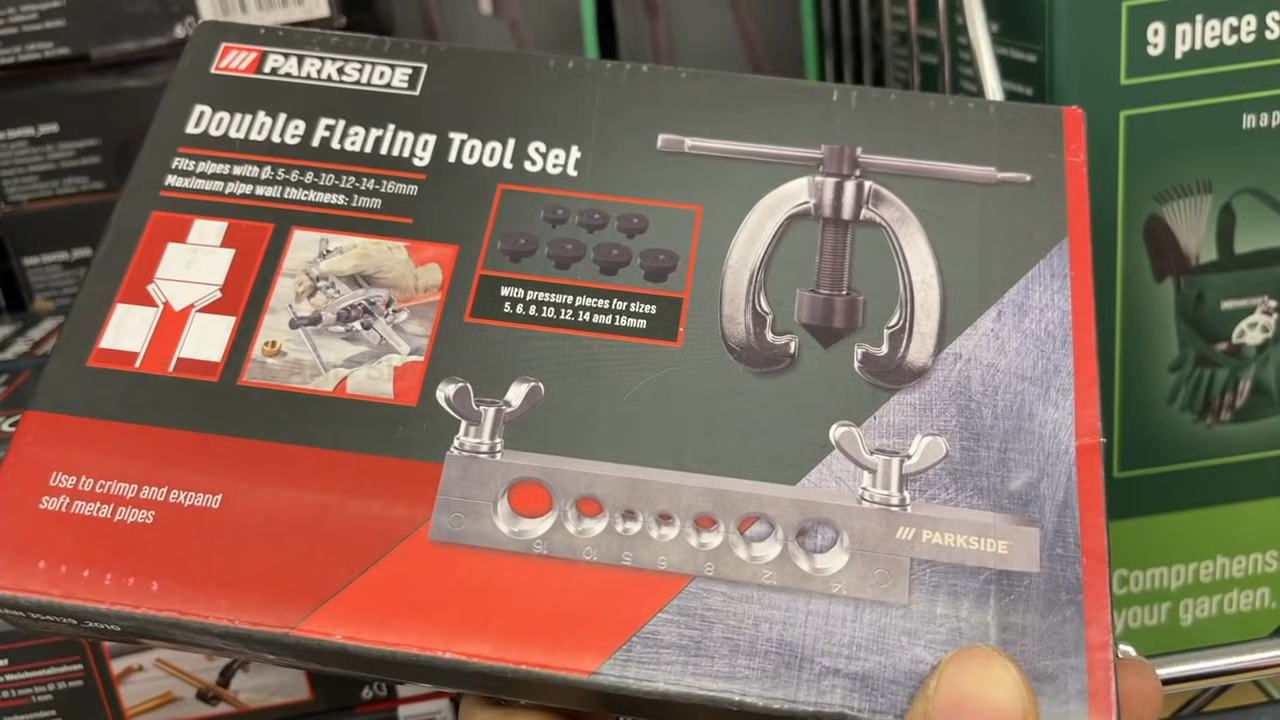 PARKSIDE
Double Flaring Tool Set
Fits pipes with Ø: 5-6-8-10-12-14-16mm
Maximum pipe wall thickness: 1mm
With pressure pieces for sizes
5, 6, 8, 10, 12, 14 and 16mm
Use to crimp and expand
soft metal pipes
16 10 5 6 8 12 14
PARKSIDE
IAN 354129_2010
9 piece s
In a p
Comprehens
your garden,